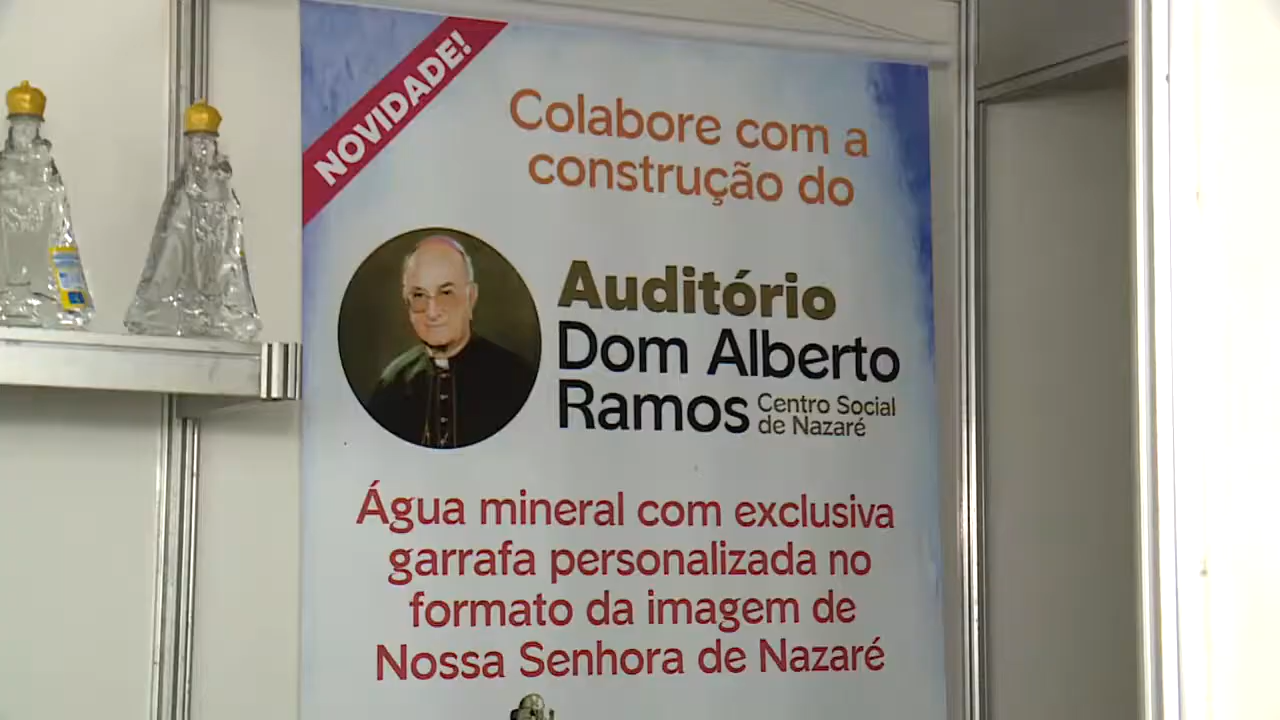 NOVIDADE!
Colabore com a
construção do
Auditório
Dom Alberto
Ramos
Centro Social
de Nazaré
Água mineral com exclusiva
garrafa personalizada no
formato da imagem de
Nossa Senhora de Nazaré